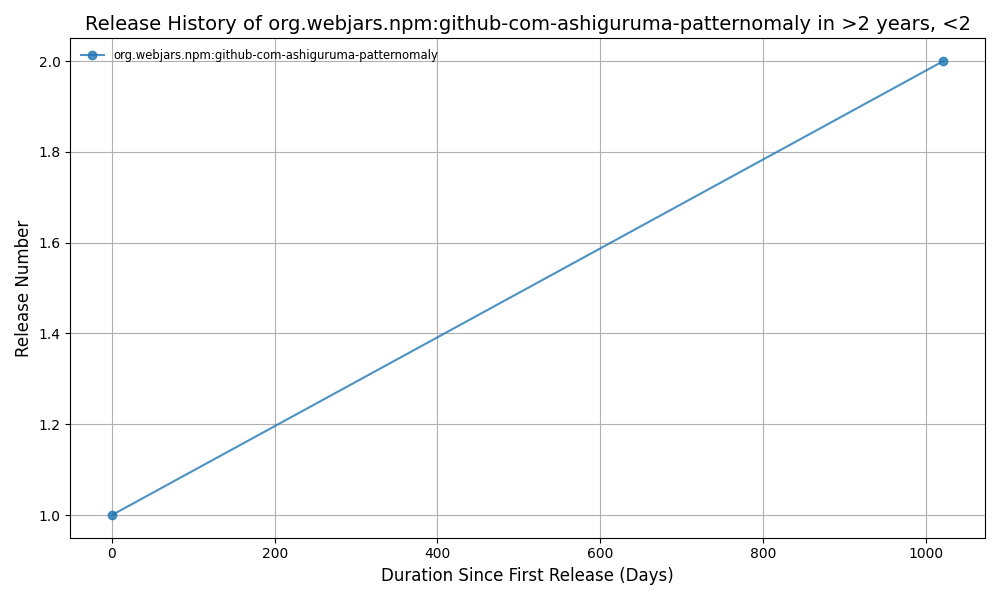 Release History of org.webjars.npm:github-com-ashiguruma-patternomaly in >2 years, <2
org.webjars.npm:github-com-ashiguruma-patternomaly
Release Number
2.0
1.8
1.6
1.4
1.2
1.0
0 200 400 600 800 1000
Duration Since First Release (Days)